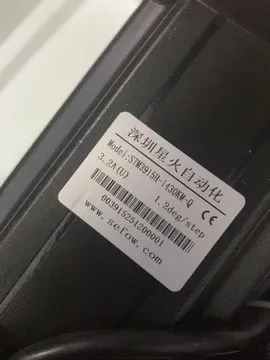 深圳星火自动化
Model:STM3915H-1430KM-Q
3.2A(U) 1.2deg/step
CE
003915251200001
www.sefow.com